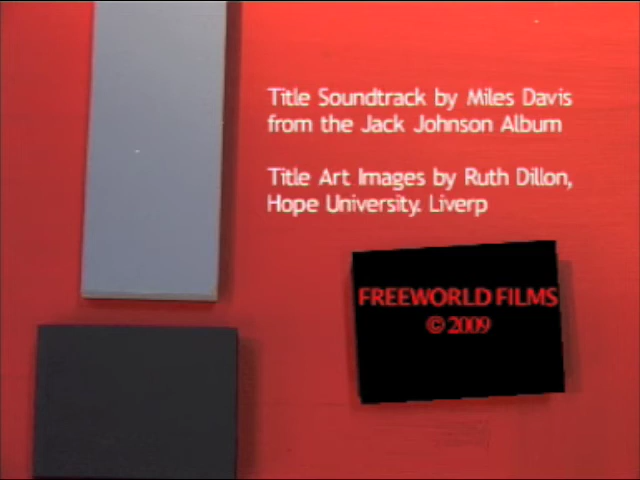 Title Soundtrack by Miles Davis
from the Jack Johnson Album
Title Art Images by Ruth Dillon,
Hope University. Liverp
FREEWORLD FILMS
© 2009